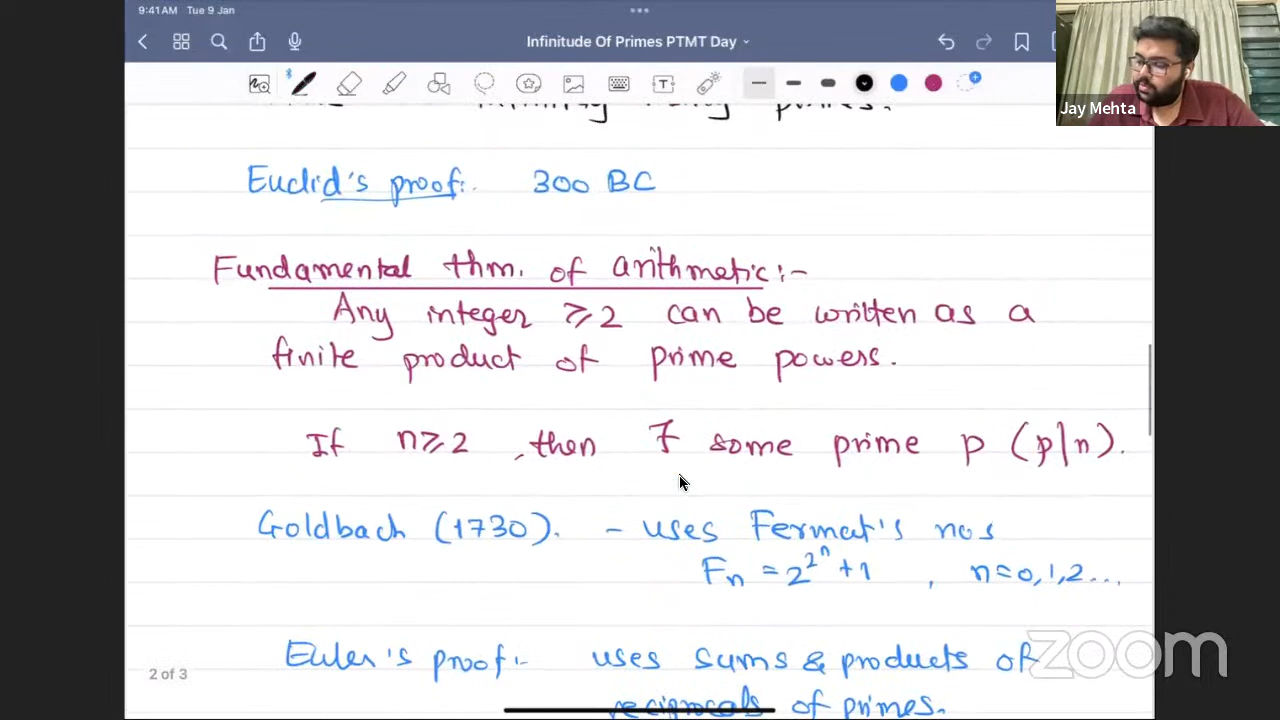 9:41 AM Tue 9 Jan
Infinitude Of Primes PTMT Day
Jay Mehta
infinitely many primes.
Euclid's proof:. 300 BC
Fundamental thm. of arithmetic:-
Any integer ⩾2 can be written as a
finite product of prime powers.
If n⩾2, then ∃ some prime p (p|n).
Goldbach (1730). - uses Fermat's nos
Fₙ = 2^2^n +1 , n=0,1,2...
Euler's proof:- uses sums & products of
reciprocals of primes.
2 of 3
zoom